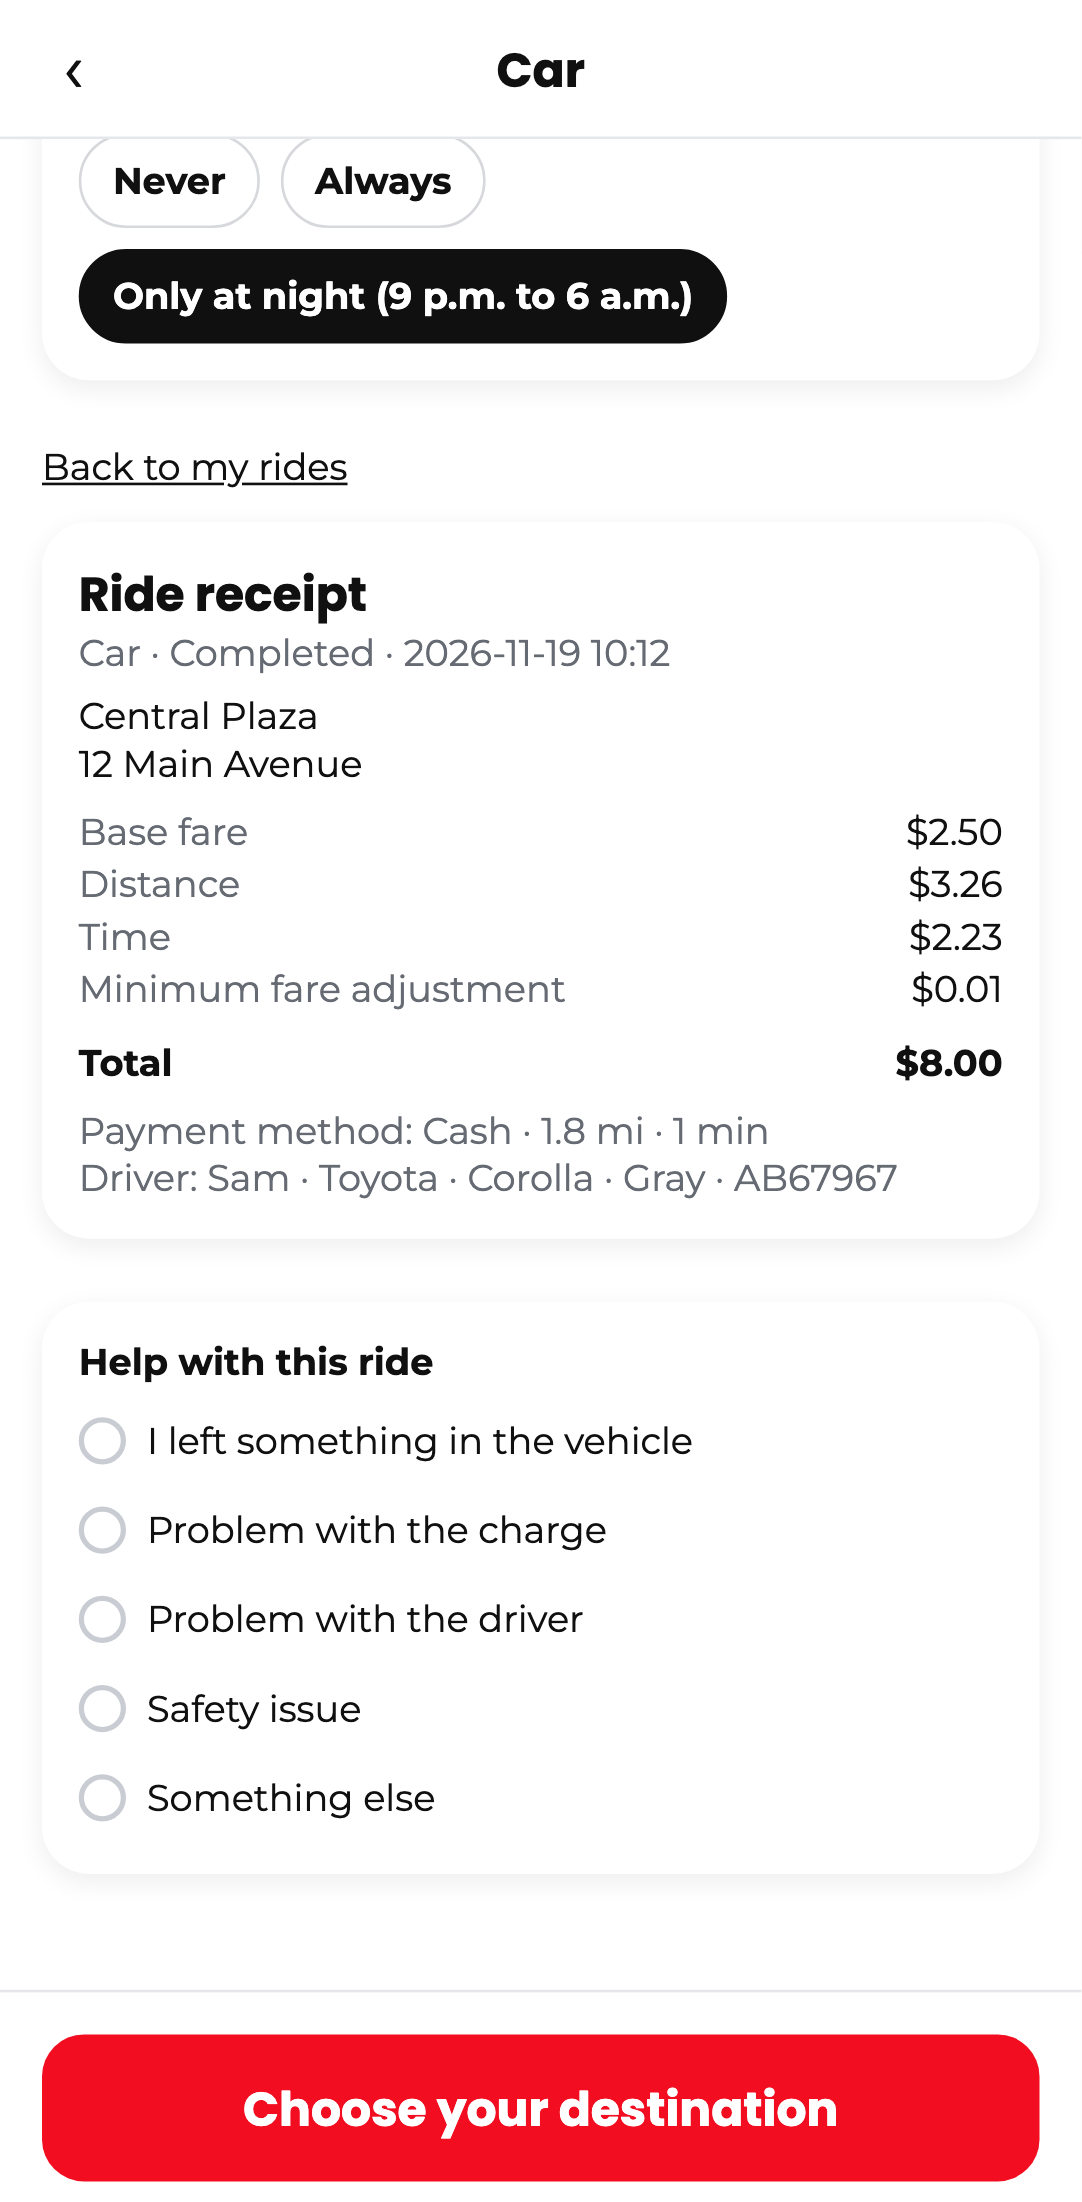 Car
Never Always
Only at night (9 p.m. to 6 a.m.)
Back to my rides
Ride receipt
Car · Completed · 2026-11-19 10:12
Central Plaza
12 Main Avenue
Base fare $2.50
Distance $3.26
Time $2.23
Minimum fare adjustment $0.01
Total $8.00
Payment method: Cash · 1.8 mi · 1 min
Driver: Sam · Toyota · Corolla · Gray · AB67967
Help with this ride
I left something in the vehicle
Problem with the charge
Problem with the driver
Safety issue
Something else
Choose your destination